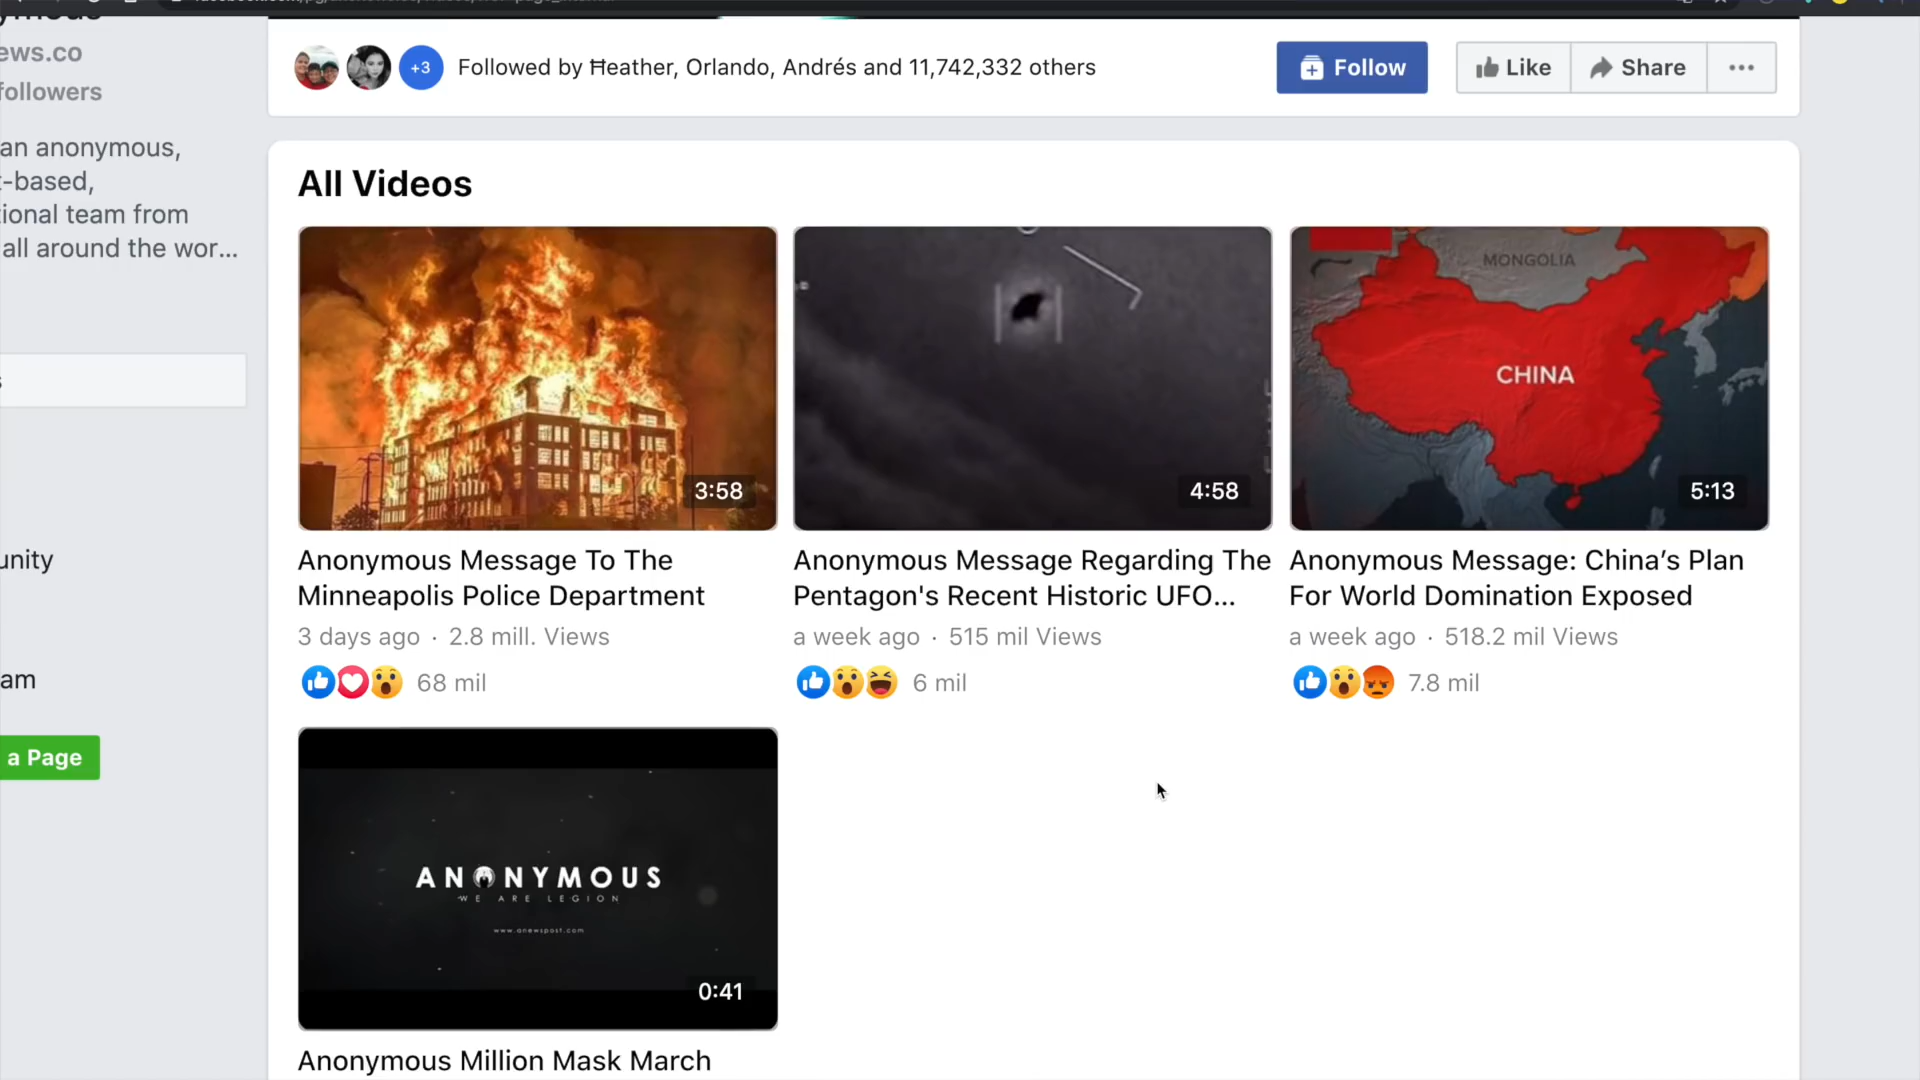 ews.co
followers
an anonymous,
t-based,
tional team from
all around the wor...
unity
am
a Page
+3
Followed by Ħeather, Orlando, Andrés and 11,742,332 others
Follow
Like
Share
All Videos
3:58
Anonymous Message To The
Minneapolis Police Department
3 days ago · 2.8 mill. Views
68 mil
4:58
Anonymous Message Regarding The
Pentagon's Recent Historic UFO...
a week ago · 515 mil Views
6 mil
MONGOLIA
CHINA
5:13
Anonymous Message: China’s Plan
For World Domination Exposed
a week ago · 518.2 mil Views
7.8 mil
ANONYMOUS
WE ARE LEGION
www.anewspost.com
0:41
Anonymous Million Mask March